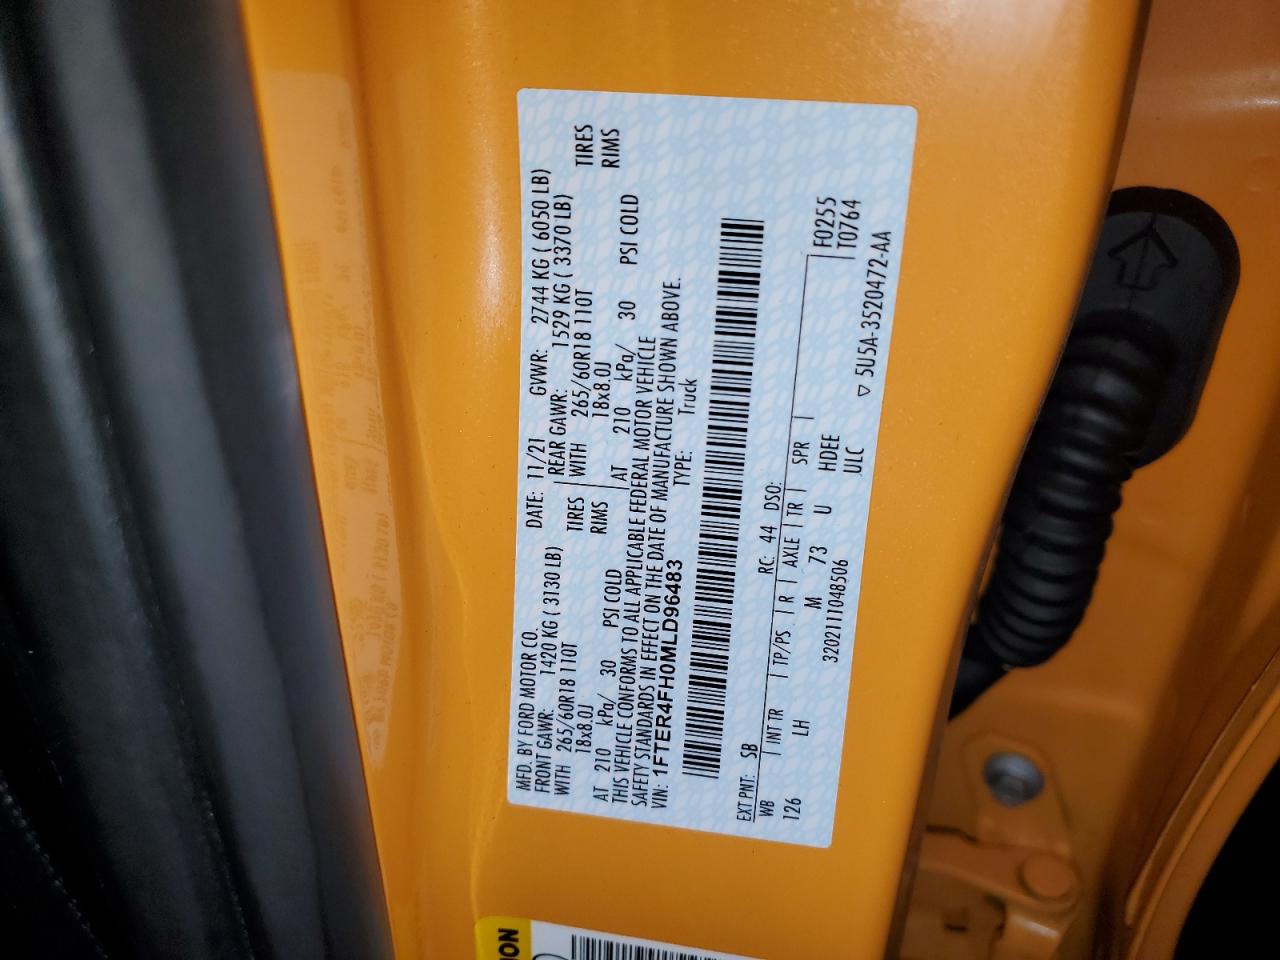 MFD. BY FORD MOTOR CO.
DATE: 11/21 GVWR: 2744 KG ( 6050 LB)
FRONT GAWR: 1420 KG ( 3130 LB) REAR GAWR: 1529 KG ( 3370 LB)
WITH 265/60R18 110T TIRES WITH 265/60R18 110T TIRES
18x8.0J RIMS 18x8.0J RIMS
AT 210 kPa/ 30 PSI COLD AT 210 kPa/ 30 PSI COLD
THIS VEHICLE CONFORMS TO ALL APPLICABLE FEDERAL MOTOR VEHICLE
SAFETY STANDARDS IN EFFECT ON THE DATE OF MANUFACTURE SHOWN ABOVE.
VIN: 1FTER4FH0MLD96483 TYPE: Truck
EXT PNT: SB RC: 44 DSO: F0255
WB INT TR TP/PS R AXLE TR SPR T0764
126 LH M 73 U HDEE
3202111048506 ULC
▽ 5U5A-3520472-AA